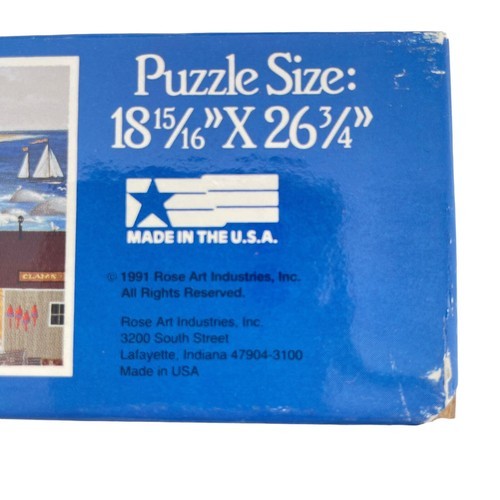 Puzzle Size:
18 15/16” X 26 3/4”
MADE IN THE U.S.A.
© 1991 Rose Art Industries, Inc.
All Rights Reserved.
Rose Art Industries, Inc.
3200 South Street
Lafayette, Indiana 47904-3100
Made in USA
CLAMS